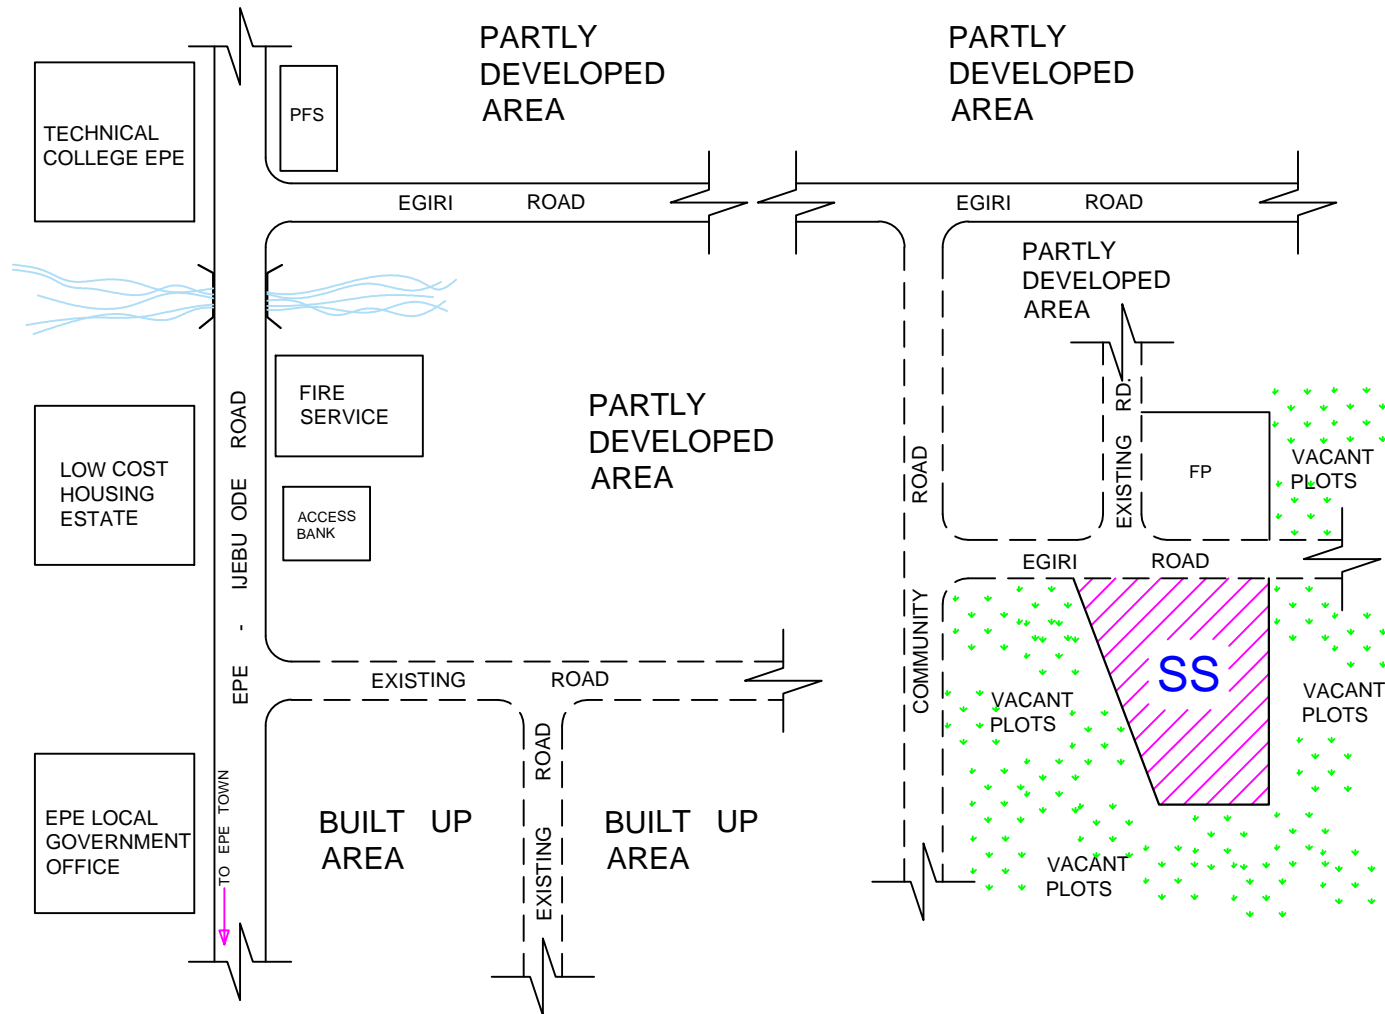 PARTLY
DEVELOPED
AREA
PARTLY
DEVELOPED
AREA
TECHNICAL
COLLEGE EPE
PFS
EGIRI ROAD
EGIRI ROAD
PARTLY
DEVELOPED
AREA
FIRE
SERVICE
PARTLY
DEVELOPED
AREA
LOW COST
HOUSING
ESTATE
ACCESS
BANK
EPE - IJEBU ODE ROAD
COMMUNITY ROAD
EXISTING RD.
FP
VACANT
PLOTS
EGIRI ROAD
SS
VACANT
PLOTS
VACANT
PLOTS
EXISTING ROAD
EXISTING ROAD
EPE LOCAL
GOVERNMENT
OFFICE
TO EPE TOWN
BUILT UP
AREA
BUILT UP
AREA
VACANT
PLOTS